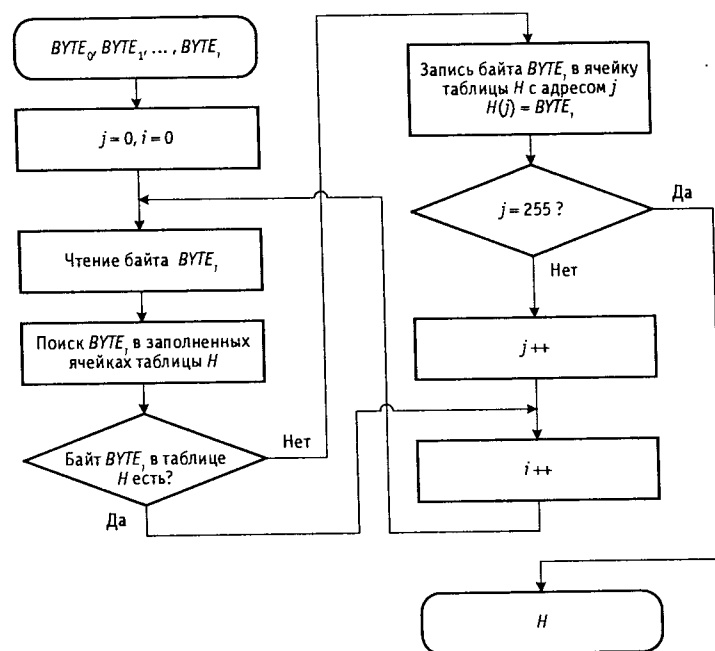 BYTE₀, BYTE₁, ..., BYTEᵢ
j = 0, i = 0
Чтение байта BYTEᵢ
Поиск BYTEᵢ в заполненных
ячейках таблицы H
Байт BYTEᵢ в таблице
H есть?
Нет
Да
Запись байта BYTEᵢ в ячейку
таблицы H с адресом j
H(j) = BYTEᵢ
j = 255 ?
Да
Нет
j ++
i ++
H